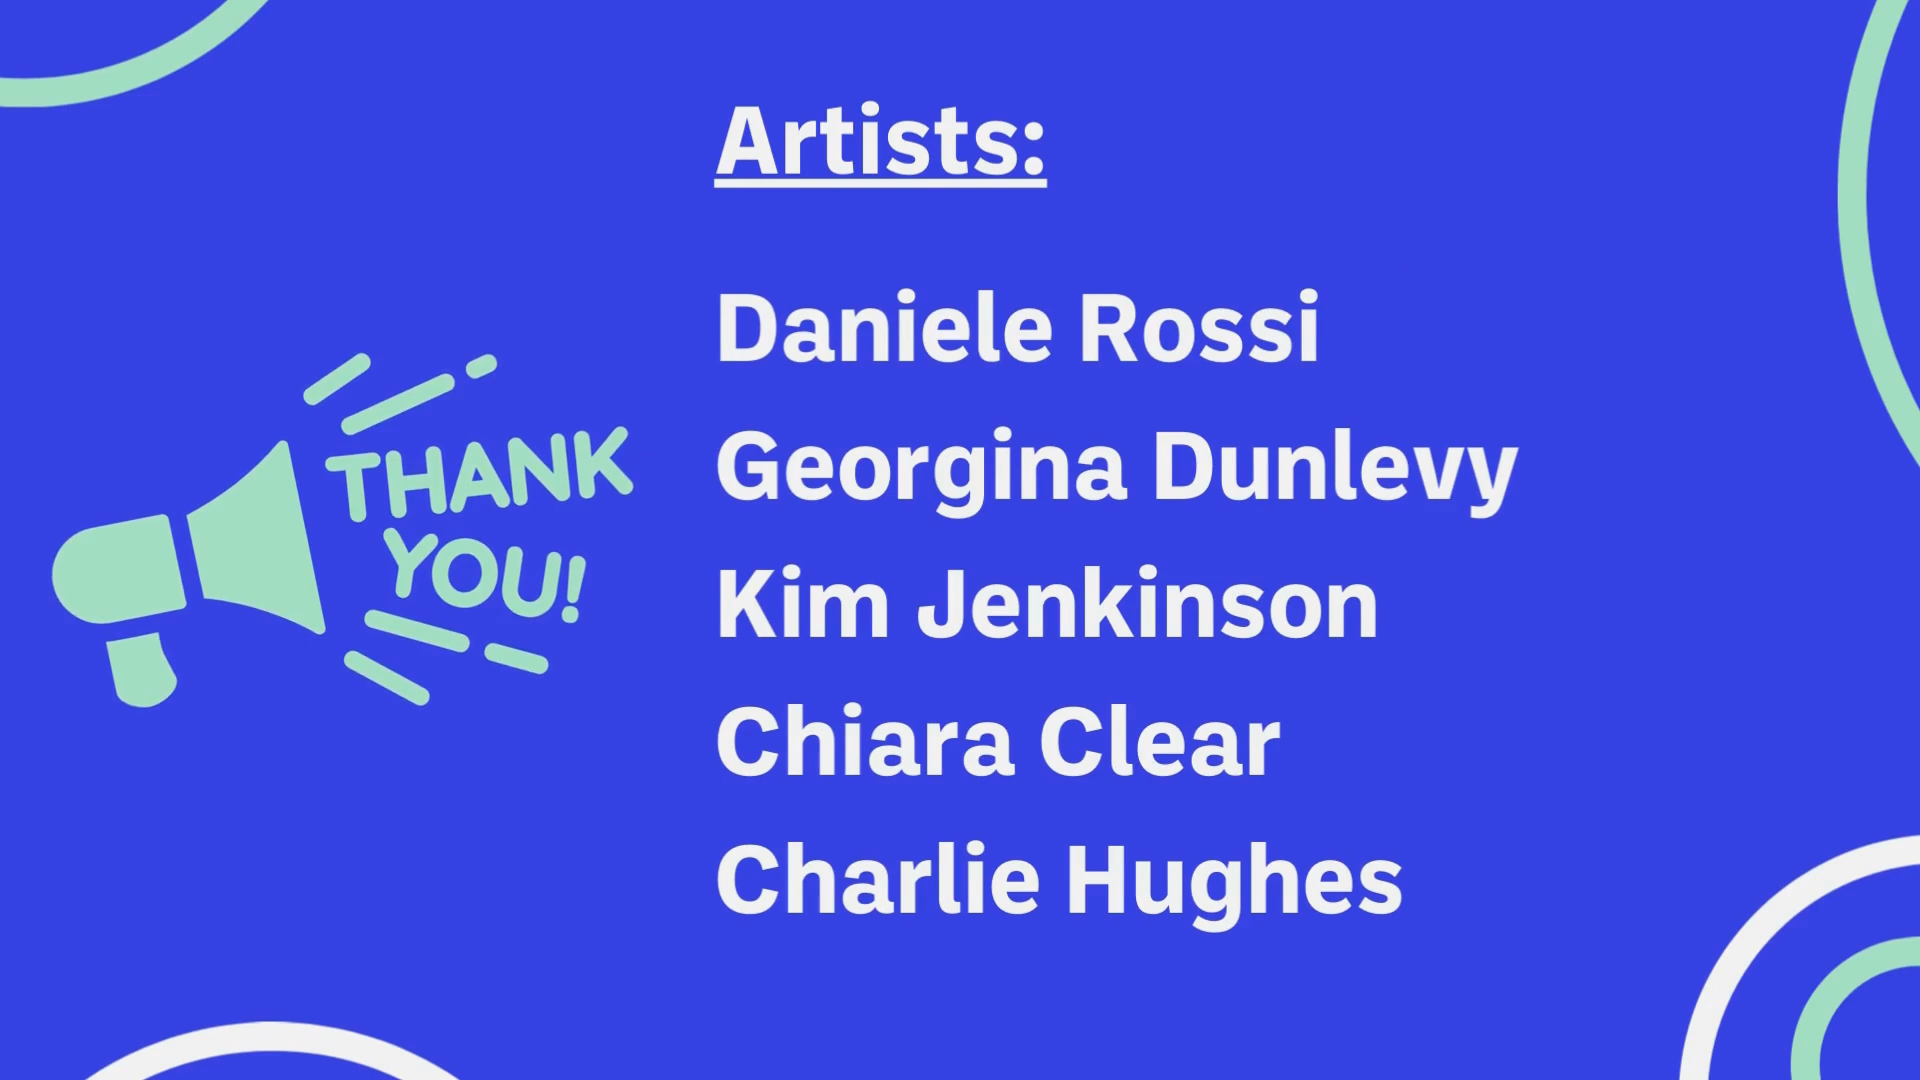 Artists:
THANK
YOU!
Daniele Rossi
Georgina Dunlevy
Kim Jenkinson
Chiara Clear
Charlie Hughes